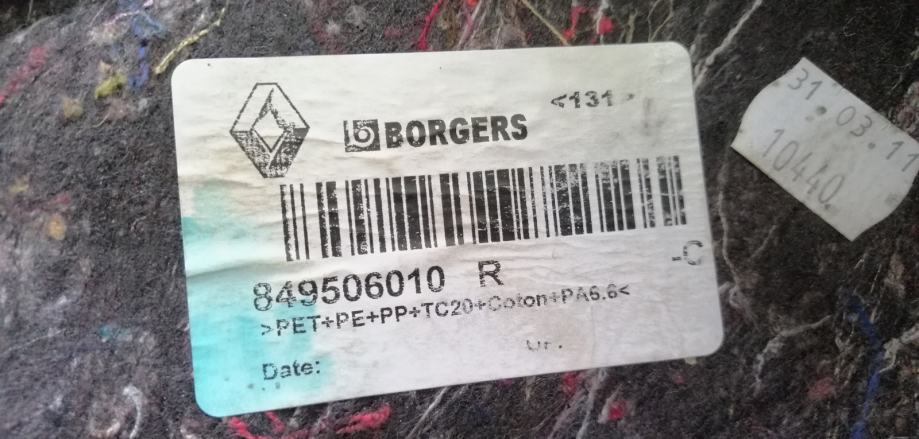 <131>
BORGERS
-C
849506010 R
>PET+PE+PP+TC20+Coton+PA6.6<
Date:
31.03.11
10440